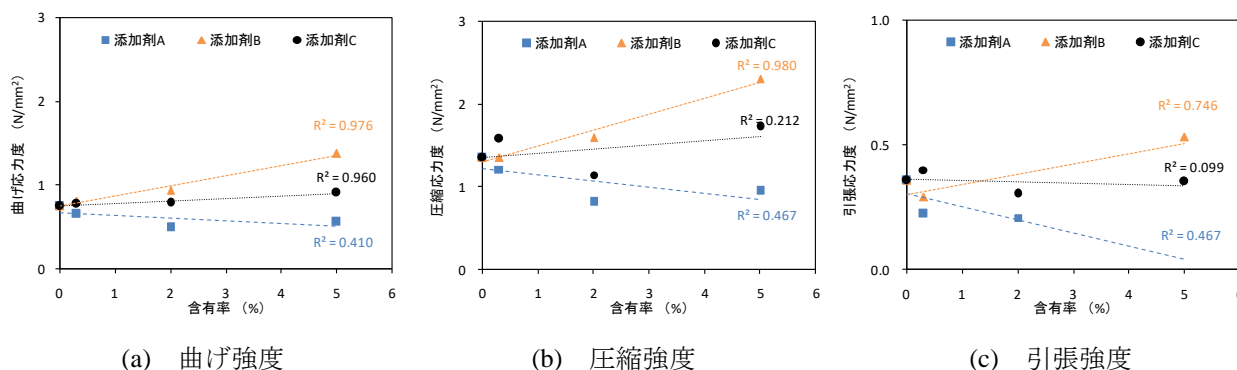 3
2
1
0
0
1
2
3
4
5
6
曲げ応力度 (N/mm²)
含有率 (%)
添加剤A 添加剤B 添加剤C
R² = 0.976
R² = 0.960
R² = 0.410
(a) 曲げ強度
3
2
1
0
0
1
2
3
4
5
6
圧縮応力度 (N/mm²)
含有率 (%)
添加剤A 添加剤B 添加剤C
R² = 0.980
R² = 0.212
R² = 0.467
(b) 圧縮強度
1.0
0.5
0.0
0
1
2
3
4
5
6
引張応力度 (N/mm²)
含有率 (%)
添加剤A 添加剤B 添加剤C
R² = 0.746
R² = 0.099
R² = 0.467
(c) 引張強度